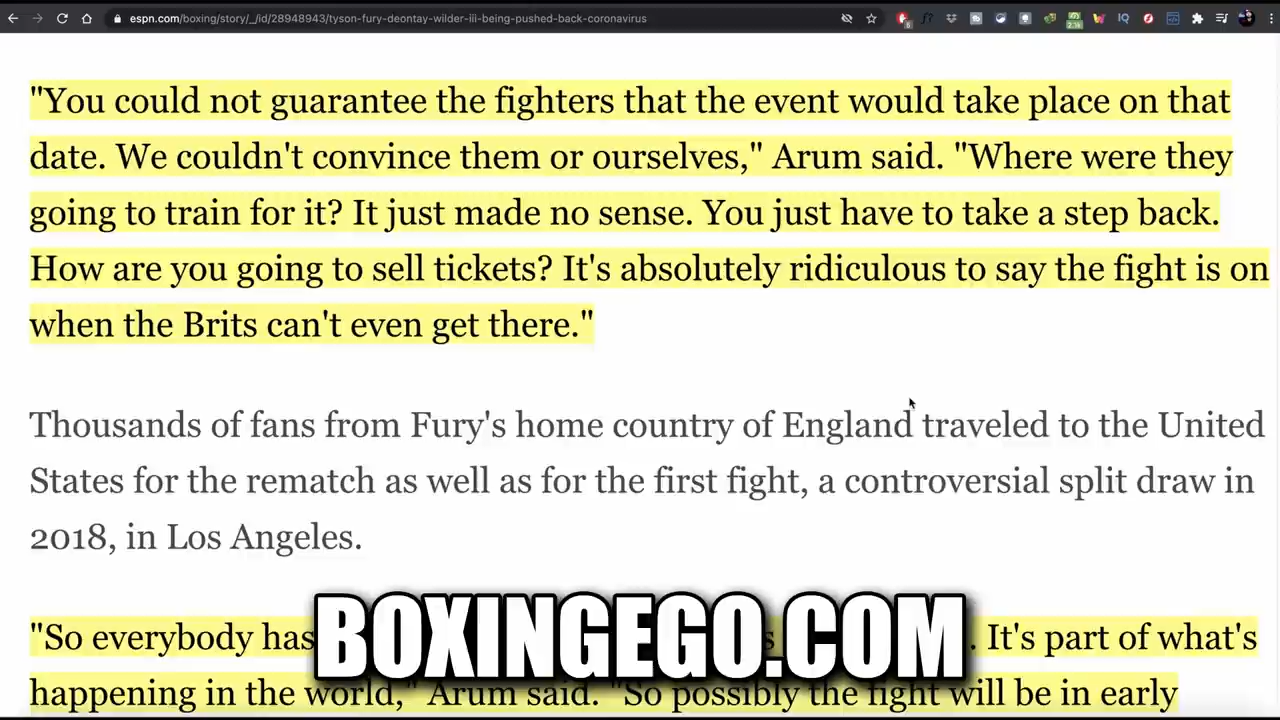 espn.com/boxing/story/_/id/28948943/tyson-fury-deontay-wilder-iii-being-pushed-back-coronavirus
"You could not guarantee the fighters that the event would take place on that
date. We couldn't convince them or ourselves," Arum said. "Where were they
going to train for it? It just made no sense. You just have to take a step back.
How are you going to sell tickets? It's absolutely ridiculous to say the fight is on
when the Brits can't even get there."
Thousands of fans from Fury's home country of England traveled to the United
States for the rematch as well as for the first fight, a controversial split draw in
2018, in Los Angeles.
"So everybody has It's part of what's
BOXINGEGO.COM
happening in the world," Arum said. "So possibly the fight will be in early